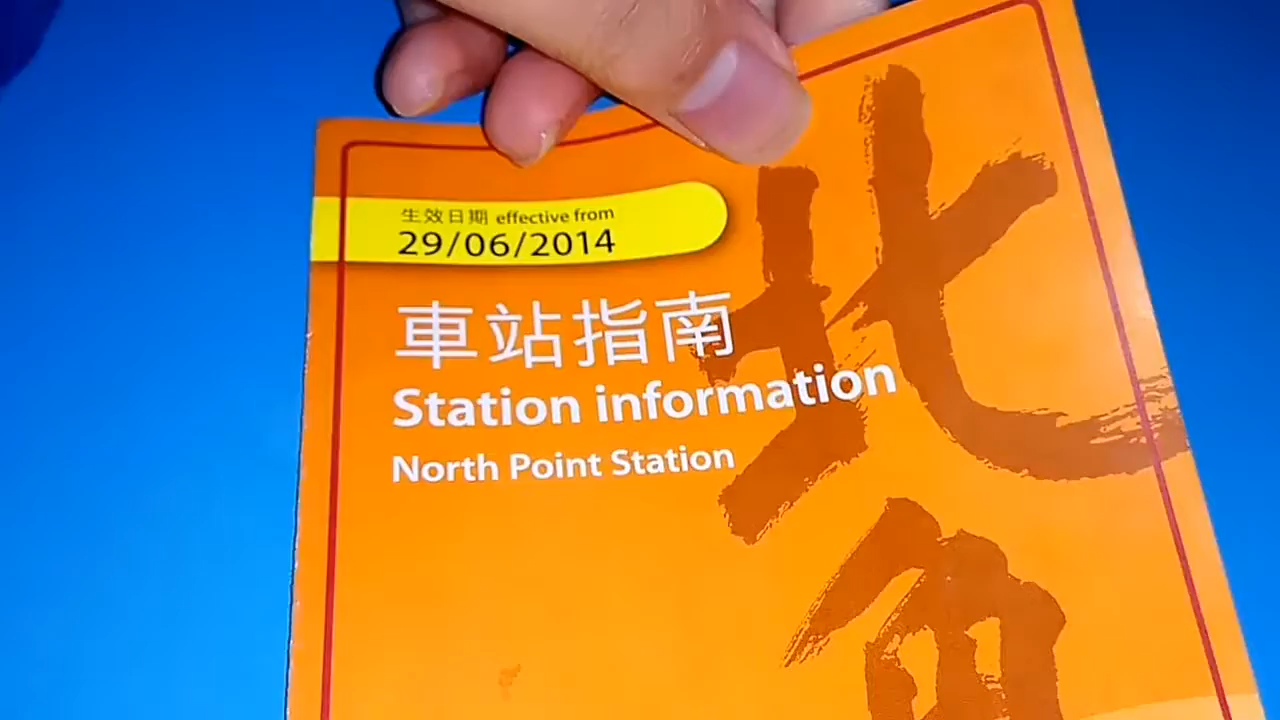 生效日期 effective from
29/06/2014
車站指南
Station information
North Point Station
北
角